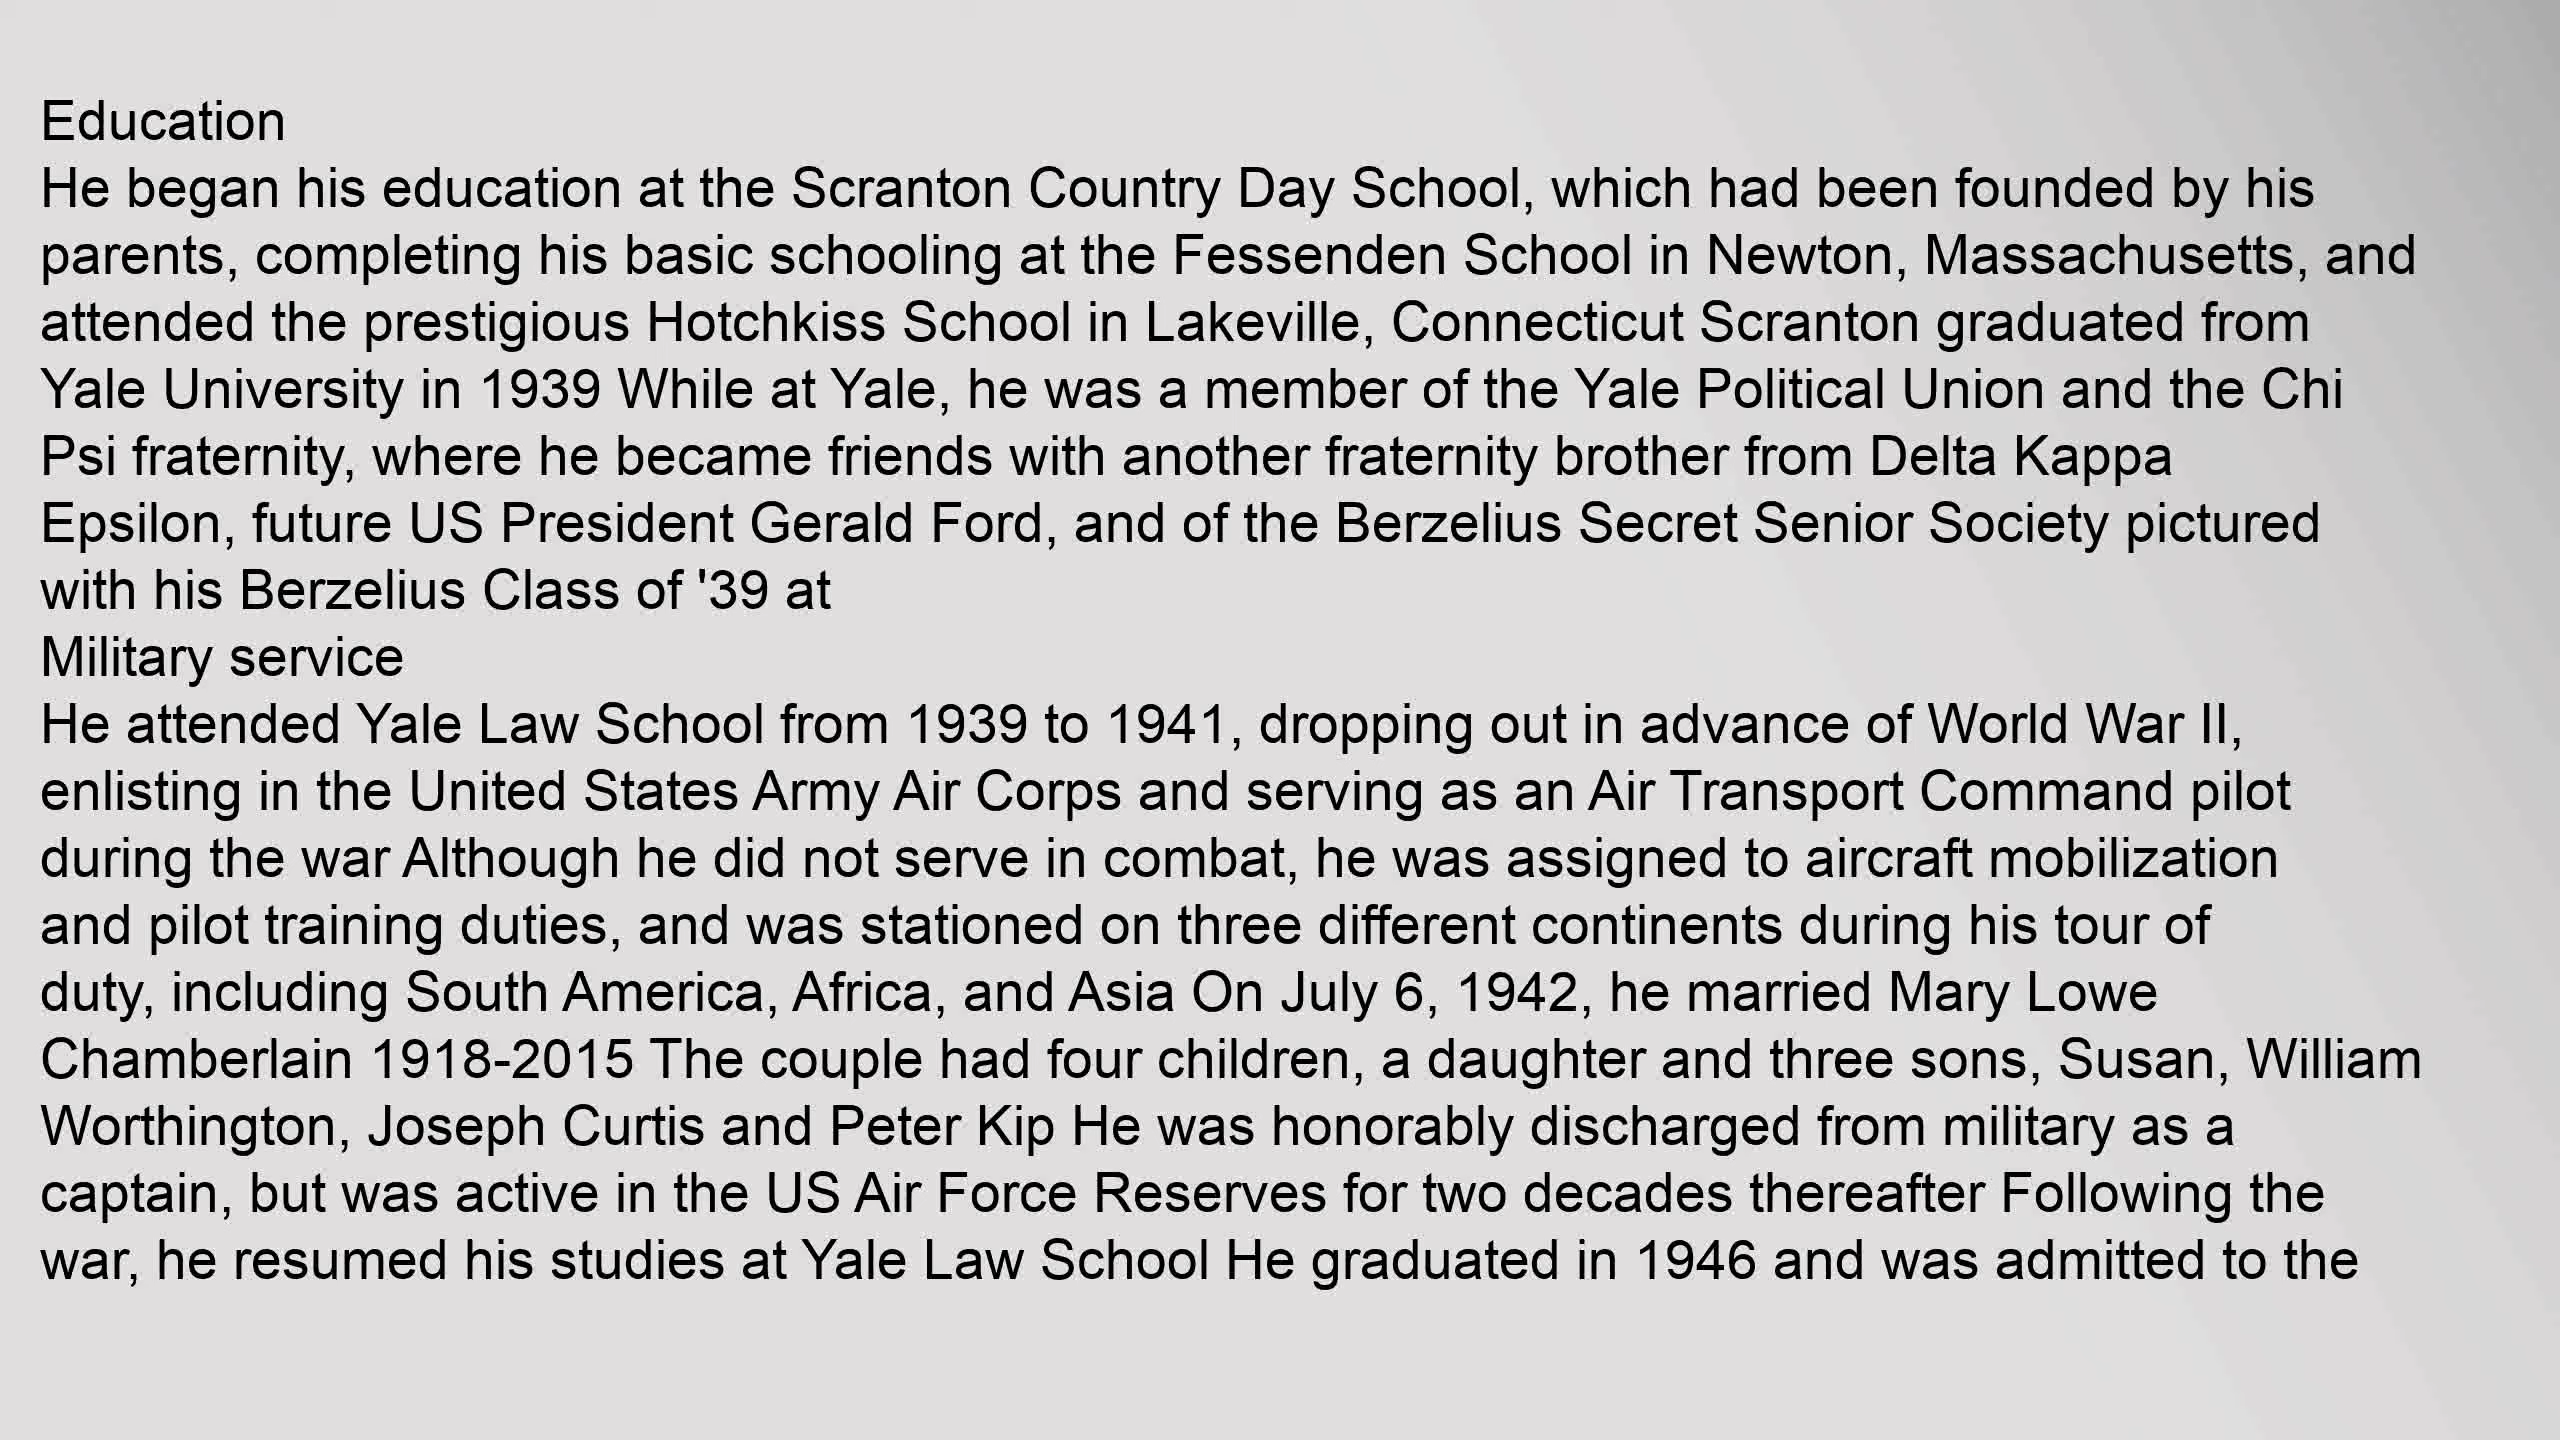 Education
He began his education at the Scranton Country Day School, which had been founded by his
parents, completing his basic schooling at the Fessenden School in Newton, Massachusetts, and
attended the prestigious Hotchkiss School in Lakeville, Connecticut Scranton graduated from
Yale University in 1939 While at Yale, he was a member of the Yale Political Union and the Chi
Psi fraternity, where he became friends with another fraternity brother from Delta Kappa
Epsilon, future US President Gerald Ford, and of the Berzelius Secret Senior Society pictured
with his Berzelius Class of '39 at
Military service
He attended Yale Law School from 1939 to 1941, dropping out in advance of World War II,
enlisting in the United States Army Air Corps and serving as an Air Transport Command pilot
during the war Although he did not serve in combat, he was assigned to aircraft mobilization
and pilot training duties, and was stationed on three different continents during his tour of
duty, including South America, Africa, and Asia On July 6, 1942, he married Mary Lowe
Chamberlain 1918-2015 The couple had four children, a daughter and three sons, Susan, William
Worthington, Joseph Curtis and Peter Kip He was honorably discharged from military as a
captain, but was active in the US Air Force Reserves for two decades thereafter Following the
war, he resumed his studies at Yale Law School He graduated in 1946 and was admitted to the